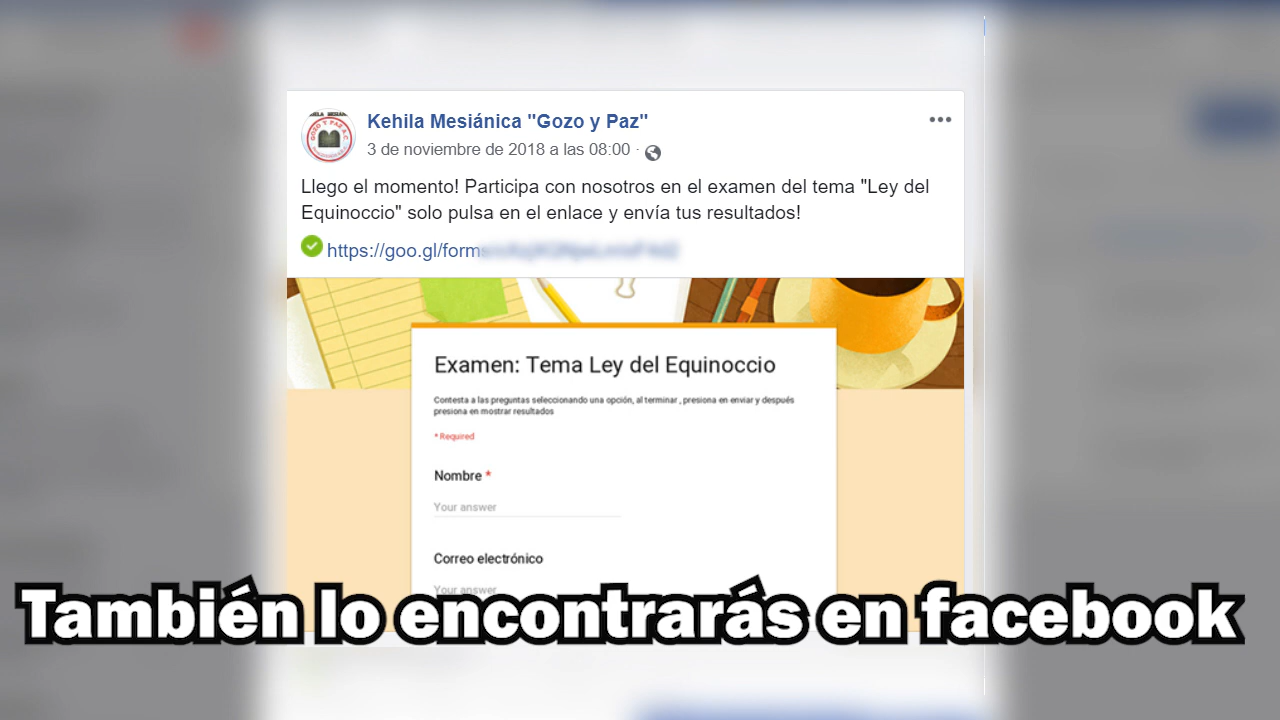 Kehila Mesiánica "Gozo y Paz"
3 de noviembre de 2018 a las 08:00 ·
Llego el momento! Participa con nosotros en el examen del tema "Ley del
Equinoccio" solo pulsa en el enlace y envía tus resultados!
https://goo.gl/form
Examen: Tema Ley del Equinoccio
Contesta a las preguntas seleccionando una opción, al terminar , presiona en enviar y después
presiona en mostrar resultados
* Required
Nombre *
Your answer
Correo electrónico
Your answer
También lo encontrarás en facebook